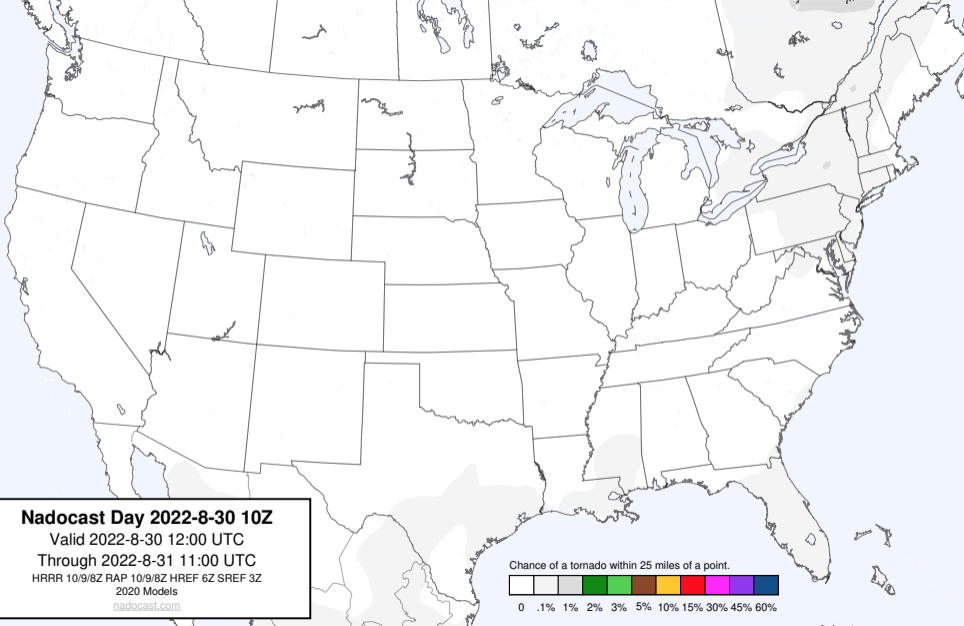 Nadocast Day 2022-8-30 10Z
Valid 2022-8-30 12:00 UTC
Through 2022-8-31 11:00 UTC
HRRR 10/9/8Z RAP 10/9/8Z HREF 6Z SREF 3Z
2020 Models
nadocast.com
Chance of a tornado within 25 miles of a point.
0 .1% 1% 2% 3% 5% 10% 15% 30% 45% 60%